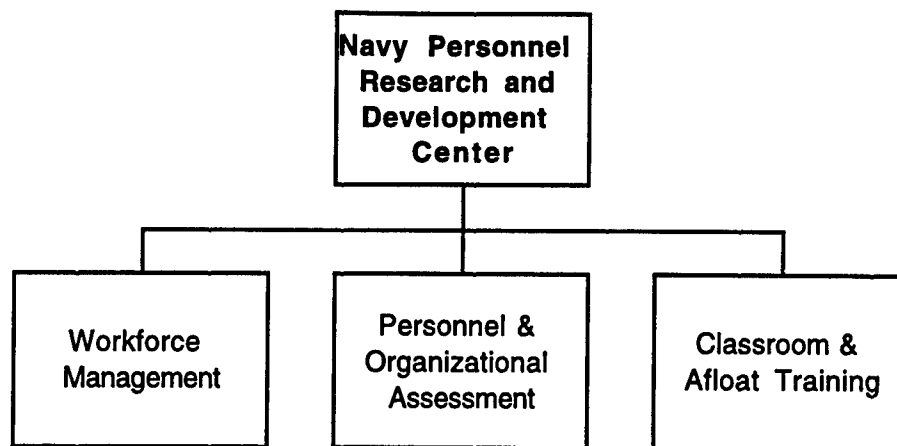 Navy Personnel
Research and
Development
Center
Workforce
Management
Personnel &
Organizational
Assessment
Classroom &
Afloat Training